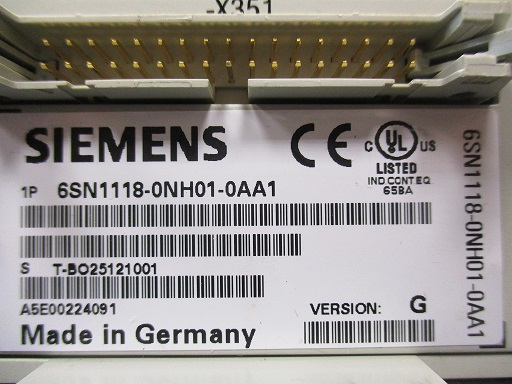 -X351
SIEMENS
CE
C UL US
LISTED
IND.CONT.EQ.
65BA
1P 6SN1118-0NH01-0AA1
S T-BO25121001
A5E00224091
VERSION: G
Made in Germany
6SN1118-0NH01-0AA1